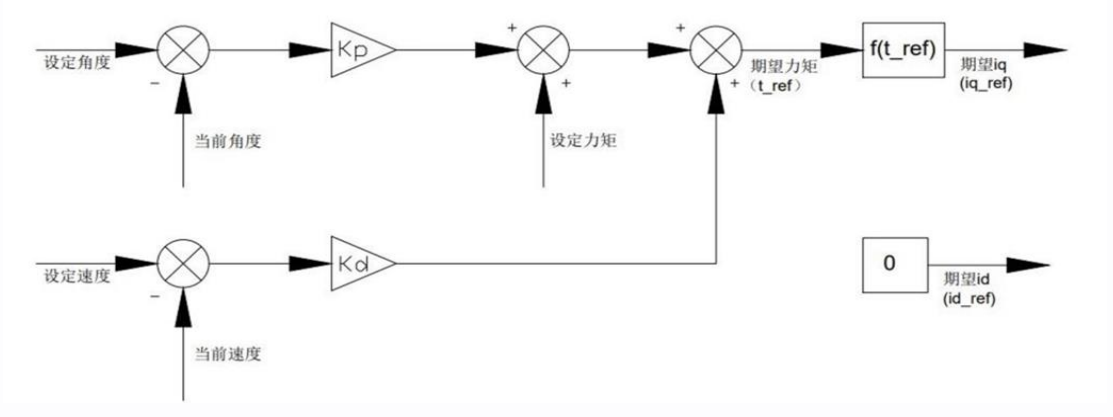 Kp
+
+
+
+
f(t_ref)
设定角度
-
当前角度
设定力矩
期望力矩
（t_ref）
期望iq
(iq_ref)
Kd
设定速度
-
当前速度
0
期望id
(id_ref)